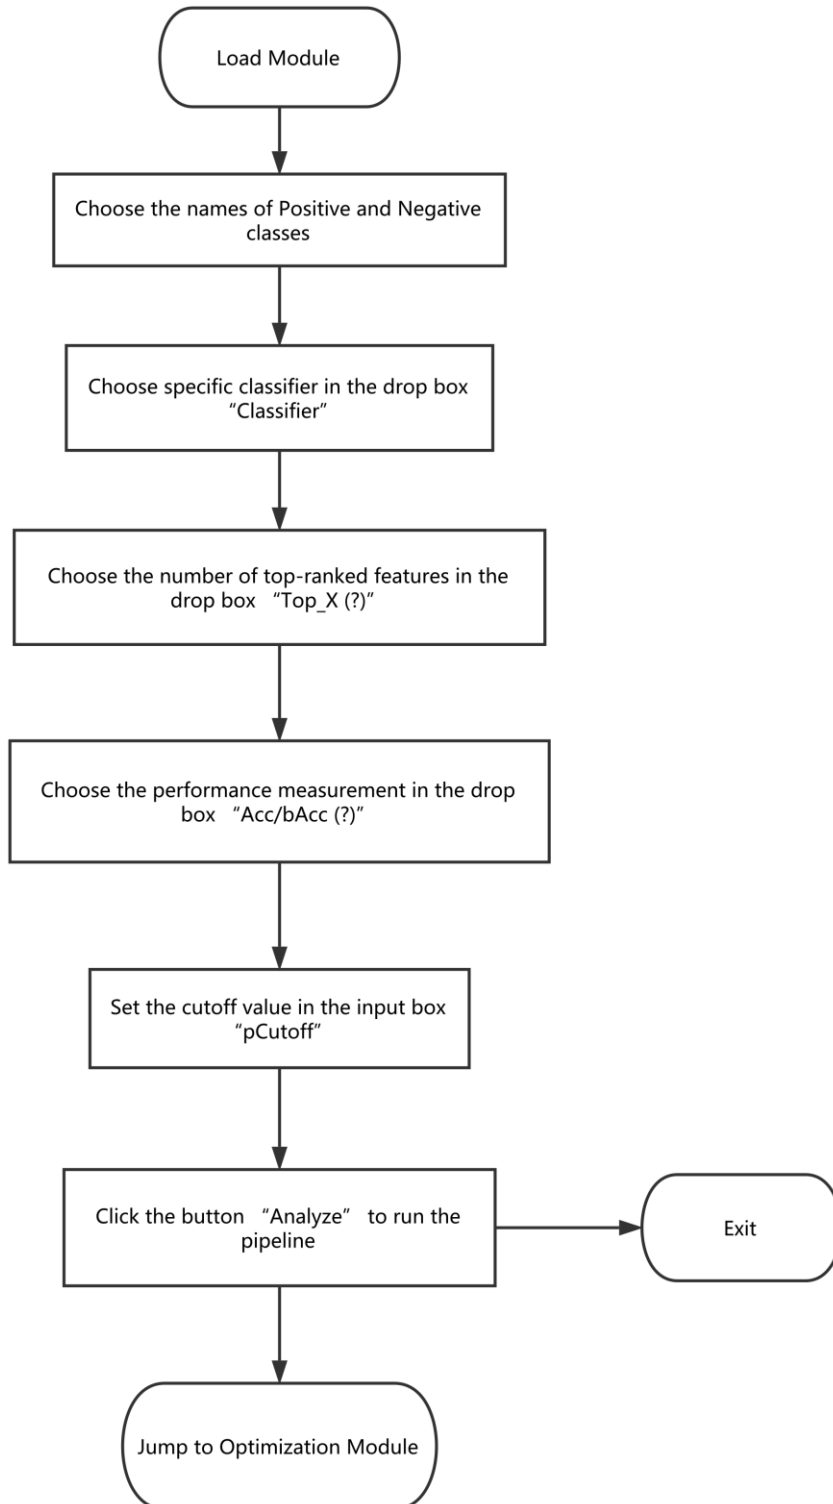 Load Module
Choose the names of Positive and Negative
classes
Choose specific classifier in the drop box
“Classifier”
Choose the number of top-ranked features in the
drop box “Top_X (?)”
Choose the performance measurement in the drop
box “Acc/bAcc (?)”
Set the cutoff value in the input box
“pCutoff”
Click the button “Analyze” to run the
pipeline
Exit
Jump to Optimization Module